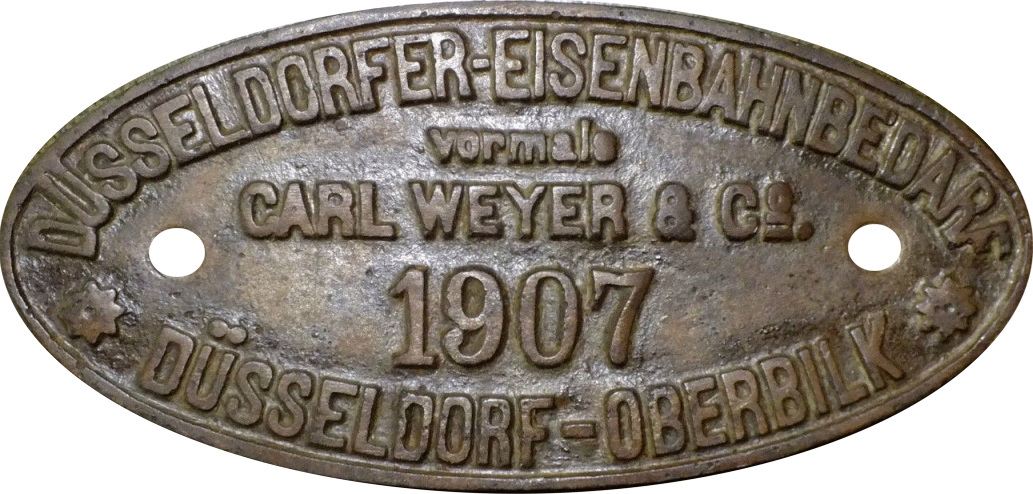 DÜSSELDORFER-EISENBAHNBEDARF
vormals
CARL WEYER & Co.
1907
DÜSSELDORF-OBERBILK